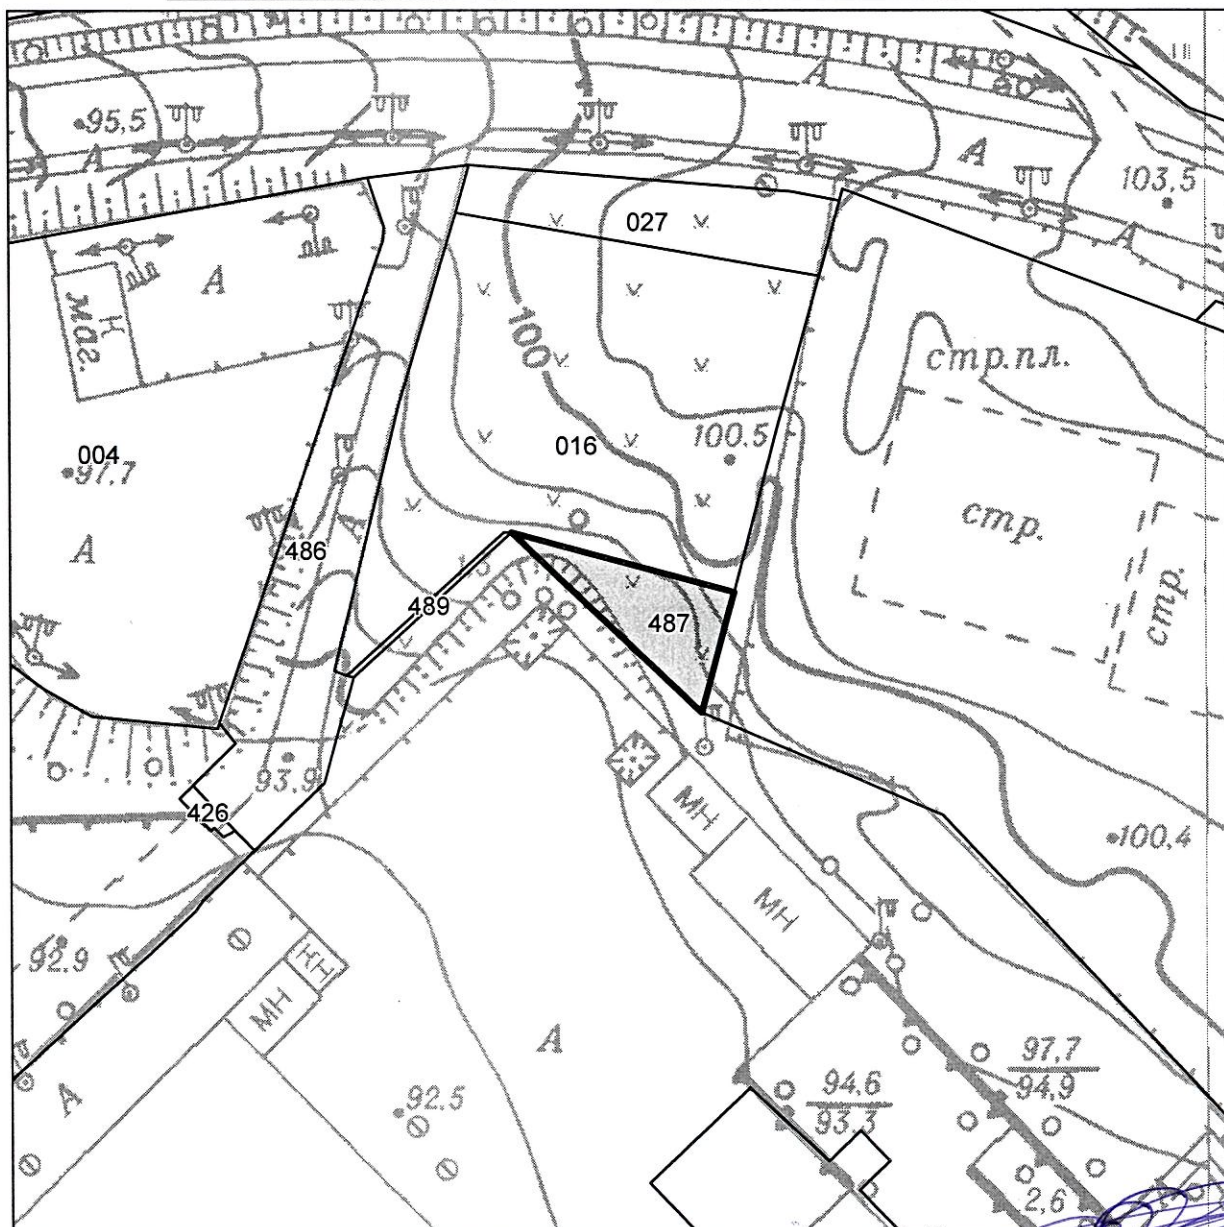 А
95,5
А
А
103,5
А
027
А
К
маг.
100
стр.пл.
016
100.5
004
97,7
стр.
А
486
А
стр.
489
487
93.9
МН
426
100,4
МН
92.9
КН
МН
А
97,7
94,9
А
92.5
94.6
93.3
2,6